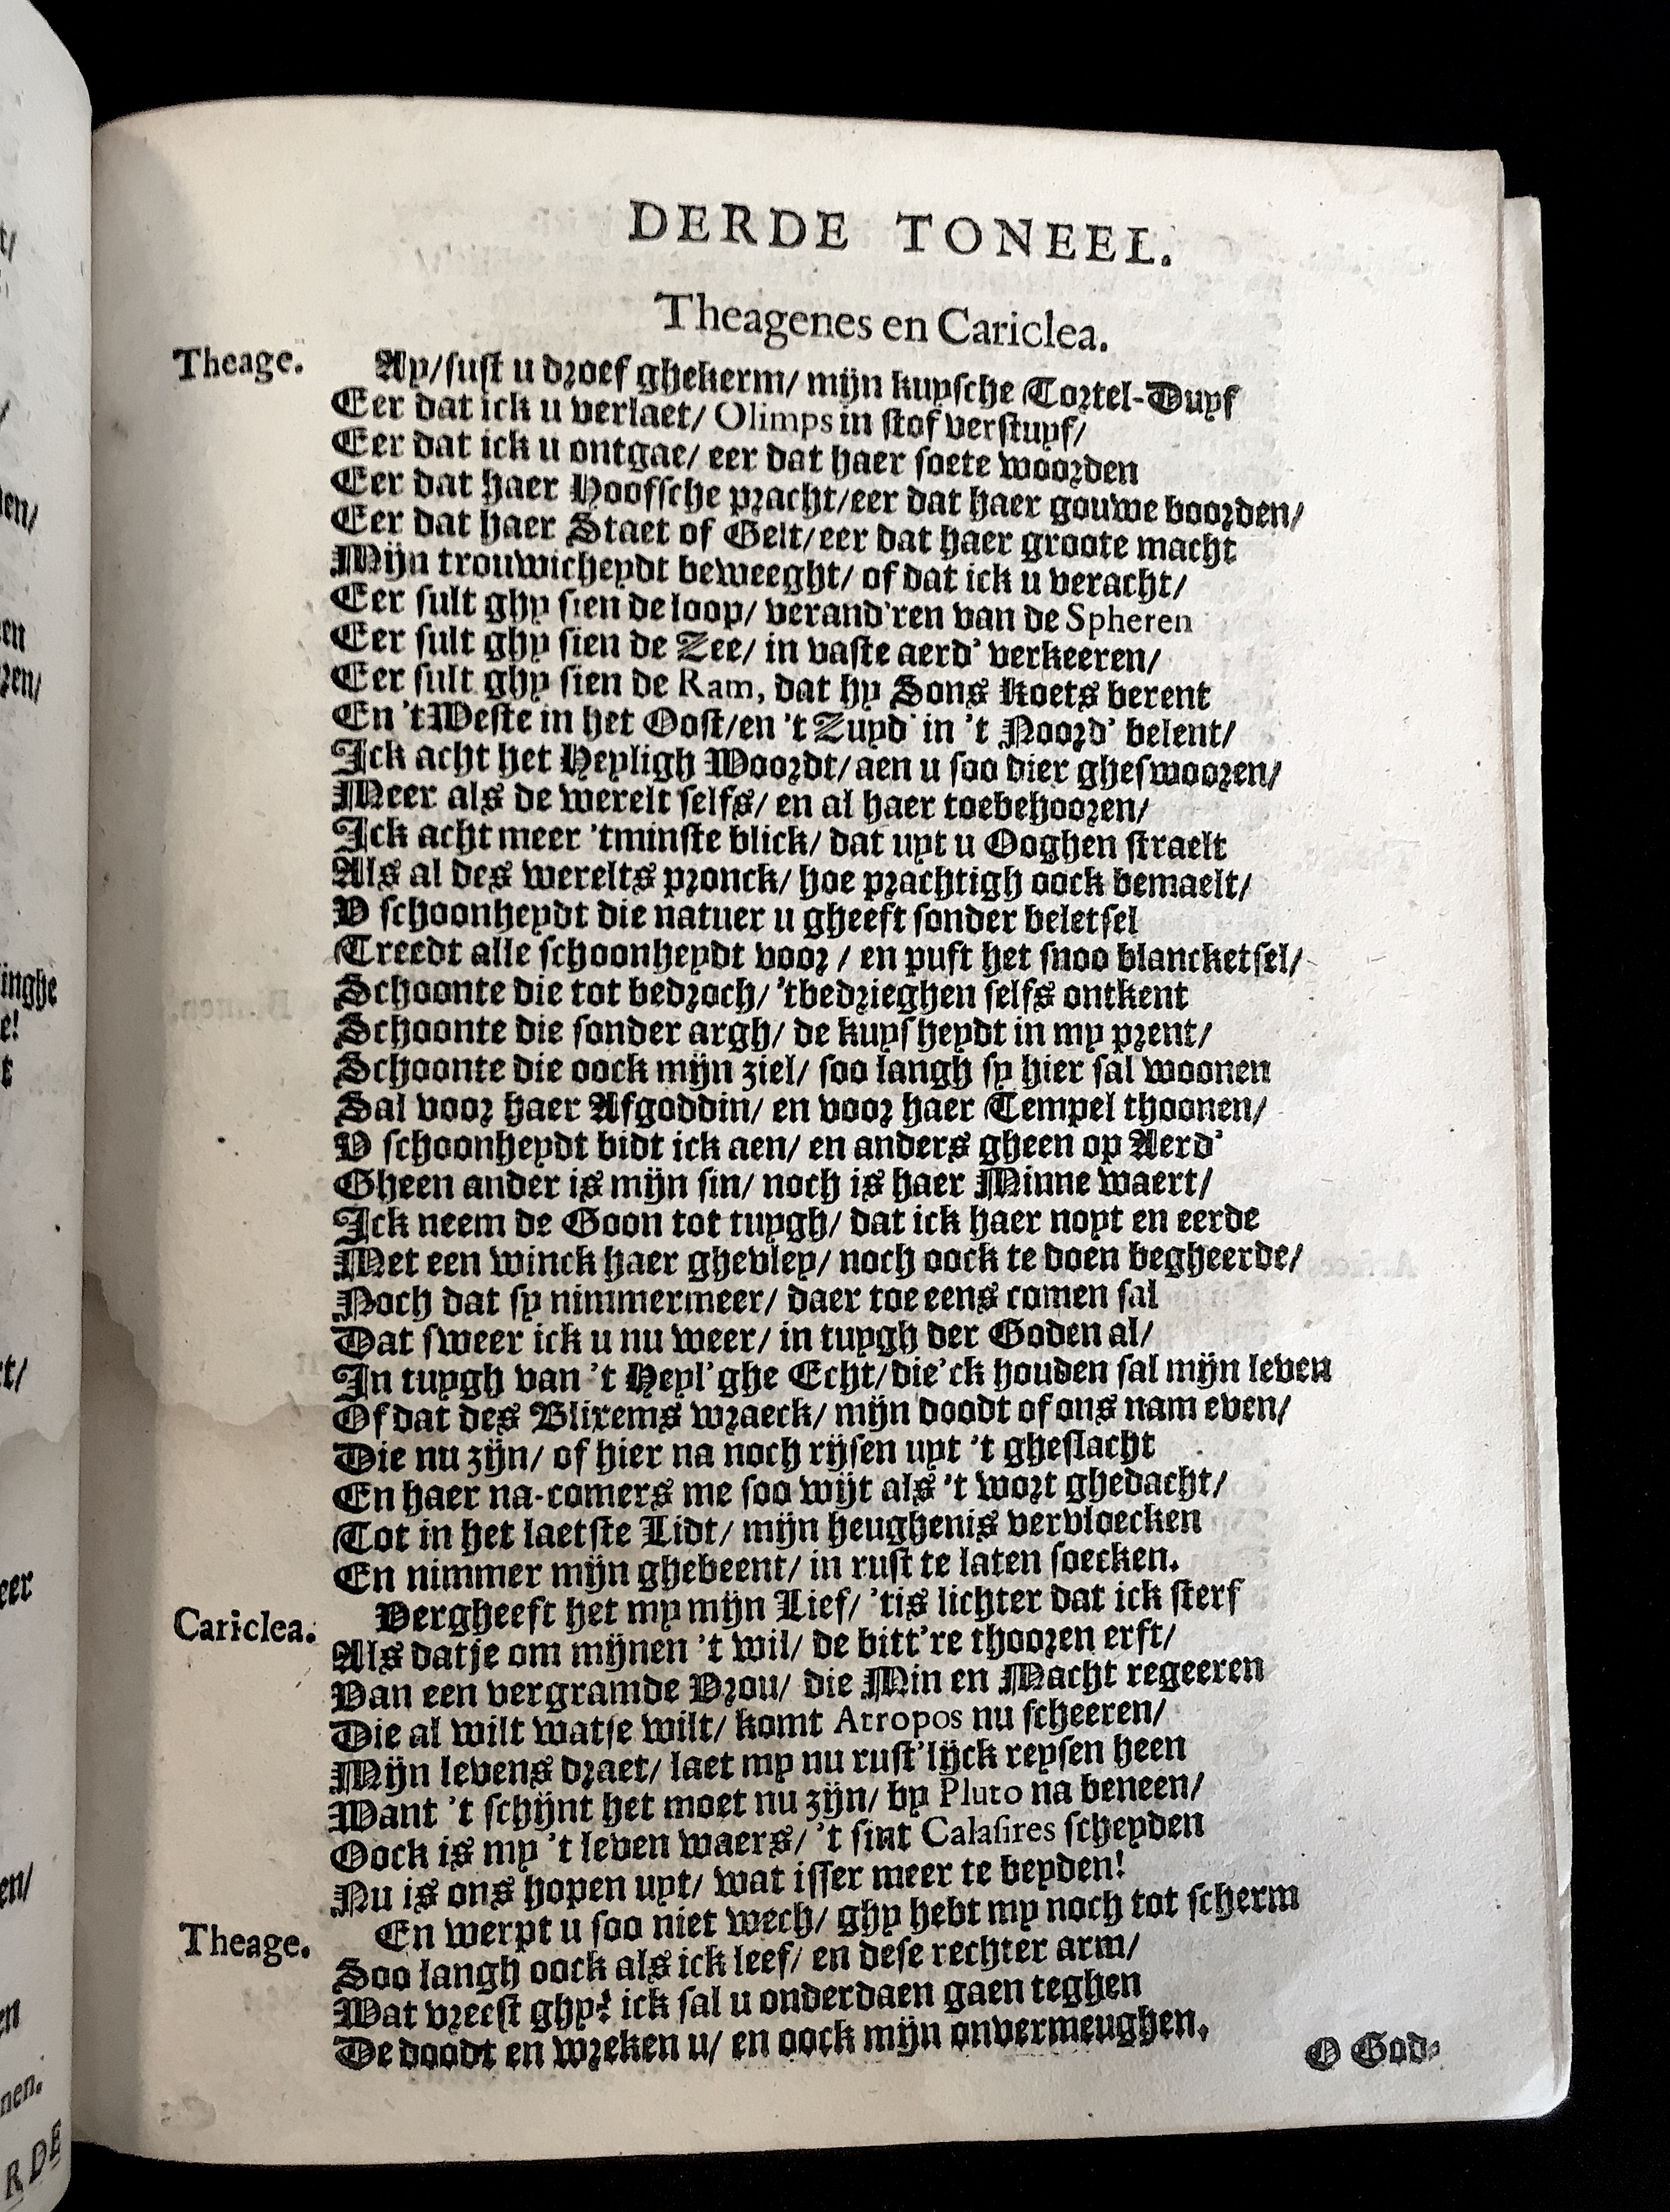 DERDE TONEEL.
Theagenes en Cariclea.
Theage. Ay/sust u droef ghekerm/ mijn kuysche Tortel-Duyf
Eer dat ick u verlaet/ Olimps in stof verstuyf/
Eer dat ick u ontgae/ eer dat haer soete woorden
Eer dat haer Hoofsche pracht/eer dat haer gouwe boorden/
Eer dat haer Staet of Gelt/eer dat haer groote macht
Mijn trouwicheydt beweeght/ of dat ick u veracht/
Eer sult ghy sien de loop/ verand'ren van de Spheren
Eer sult ghy sien de Zee/ in vaste aerd' verkeeren/
Eer sult ghy sien de Ram, dat hy Sons Koets berent
En 't Weste in het Oost/en 't Zuyd' in 't Noord' belent/
Ick acht het Heyligh Woordt/aen u soo dier ghesworen/
Meer als de werelt selfs/ en al haer toebehooren/
Ick acht meer 'tminste blick/ dat uyt u Ooghen straelt
Als al des werelts pronck/ hoe prachtigh oock bemaelt/
V schoonheydt die natuer u gheeft sonder beletsel
Treedt alle schoonheydt voor / en puft het snoo blancketsel/
Schoonte die tot bedroch/ 'tbedrieghen selfs ontkent
Schoonte die sonder argh/ de kuysheydt in my prent/
Schoonte die oock mijn ziel/ soo langh sy hier sal woonen
Sal voor haer Afgoddin/ en voor haer Tempel thoonen/
V schoonheydt bidt ick aen/ en anders gheen op Aerd'
Gheen ander is mijn sin/ noch is haer Minne waert/
Ick neem de Goon tot tuygh/ dat ick haer noyt en eerde
Met een winck haer ghevley/ noch oock te doen begheerde/
Noch dat sy nimmermeer/ daer toe eens comen sal
Dat sweer ick u nu weer/ in tuygh der Goden al/
In tuygh van 't Heyl'ghe Echt/die'ck houden sal mijn leven
Of dat des Blixems wraeck/ mijn doodt of ons nam even/
Die nu zijn/ of hier na noch rijsen uyt 't gheslacht
En haer na-comers me soo wijt als 't wort ghedacht/
Tot in het laetste Lidt/ mijn heughenis vervloecken
En nimmer mijn ghebeent/ in rust te laten soecken.
Cariclea. Vergheeft het my mijn Lief/ 'tis lichter dat ick sterf
Als datje om mijnen 't wil/ de bitt're thooren erft/
Van een vergramde Vrou/ die Min en Macht regeeren
Die al wilt watse wilt/ komt Atropos nu scheeren/
Mijn levens draet/ laet my nu rust'lijck reysen heen
Want 't schijnt het moet nu zijn/ by Pluto na beneen/
Oock is my 't leven waers/ 't sint Calasires scheyden
Nu is ons hopen uyt/ wat isser meer te beyden!
Theage. En werpt u soo niet wech/ ghy hebt my noch tot scherm
Soo langh oock als ick leef/ en dese rechter arm/
Wat vreest ghy? ick sal u onderdaen gaen teghen
De doodt en wreken u/ en oock mijn onvermeughen.
O God-